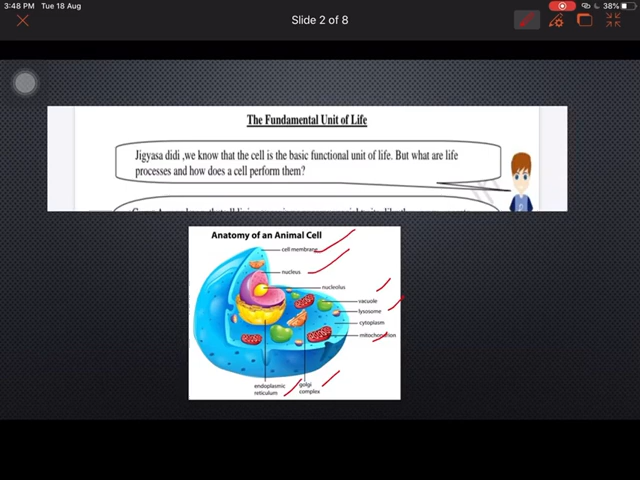 3:48 PM Tue 18 Aug
38%
Slide 2 of 8
The Fundamental Unit of Life
Jigyasa didi ,we know that the cell is the basic functional unit of life. But what are life
processes and how does a cell perform them?
Anatomy of an Animal Cell
cell membrane
nucleus
nucleolus
vacuole
lysosome
cytoplasm
mitochondrion
endoplasmic
reticulum
golgi
complex